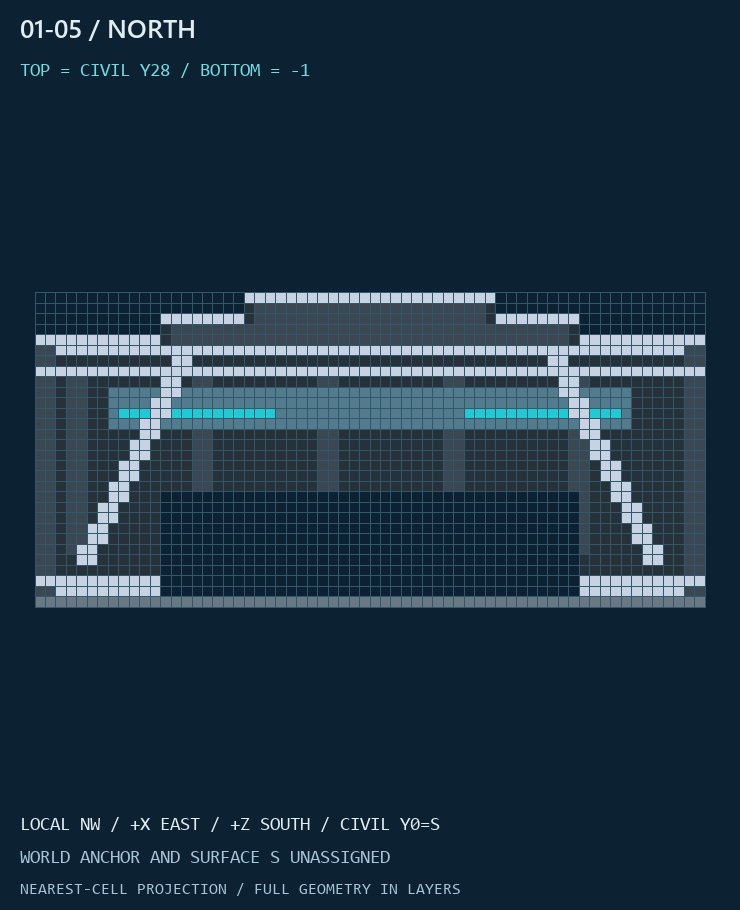 01-05 / NORTH
TOP = CIVIL Y28 / BOTTOM = -1
LOCAL NW / +X EAST / +Z SOUTH / CIVIL Y0=S
WORLD ANCHOR AND SURFACE S UNASSIGNED
NEAREST-CELL PROJECTION / FULL GEOMETRY IN LAYERS